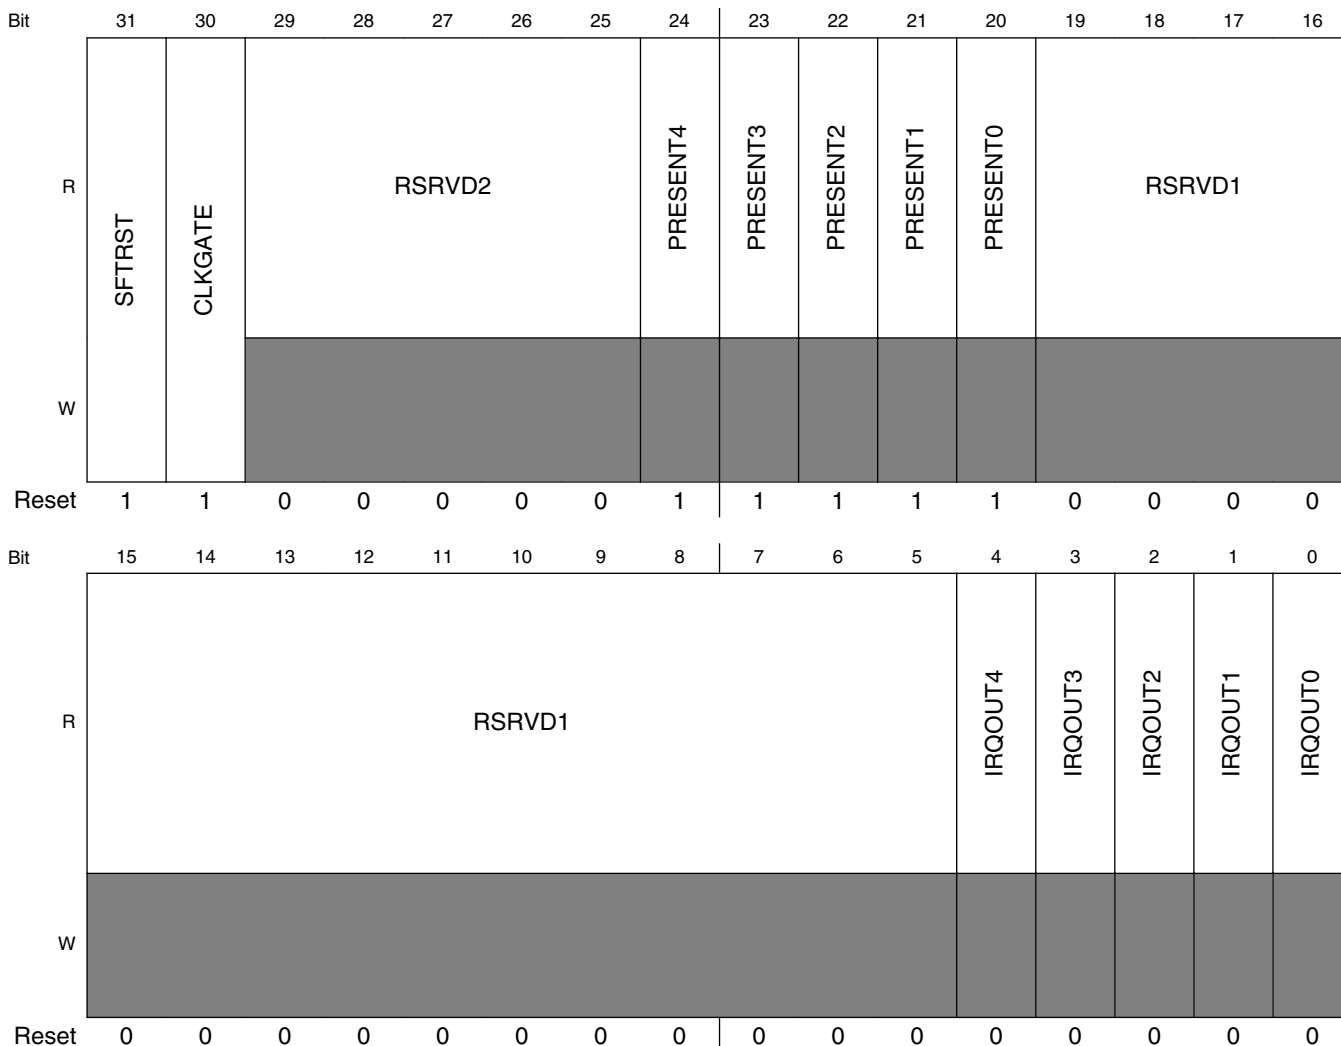 Bit 31 30 29 28 27 26 25 24 23 22 21 20 19 18 17 16
R SFTRST CLKGATE RSRVD2 PRESENT4 PRESENT3 PRESENT2 PRESENT1 PRESENT0 RSRVD1
W
Reset 1 1 0 0 0 0 0 1 1 1 1 1 0 0 0 0
Bit 15 14 13 12 11 10 9 8 7 6 5 4 3 2 1 0
R RSRVD1 IRQOUT4 IRQOUT3 IRQOUT2 IRQOUT1 IRQOUT0
W
Reset 0 0 0 0 0 0 0 0 0 0 0 0 0 0 0 0